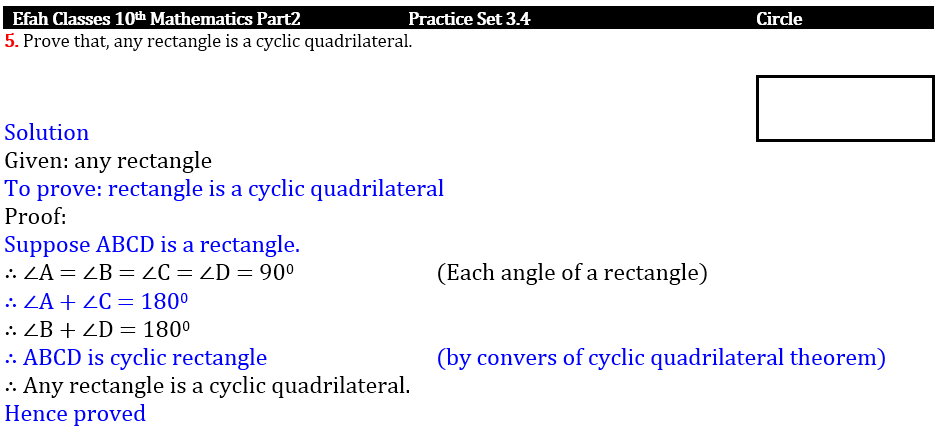 Efah Classes 10th Mathematics Part2 Practice Set 3.4 Circle
5. Prove that, any rectangle is a cyclic quadrilateral.
Solution
Given: any rectangle
To prove: rectangle is a cyclic quadrilateral
Proof:
Suppose ABCD is a rectangle.
∴ ∠A = ∠B = ∠C = ∠D = 90⁰ (Each angle of a rectangle)
∴ ∠A + ∠C = 180⁰
∴ ∠B + ∠D = 180⁰
∴ ABCD is cyclic rectangle (by convers of cyclic quadrilateral theorem)
∴ Any rectangle is a cyclic quadrilateral.
Hence proved